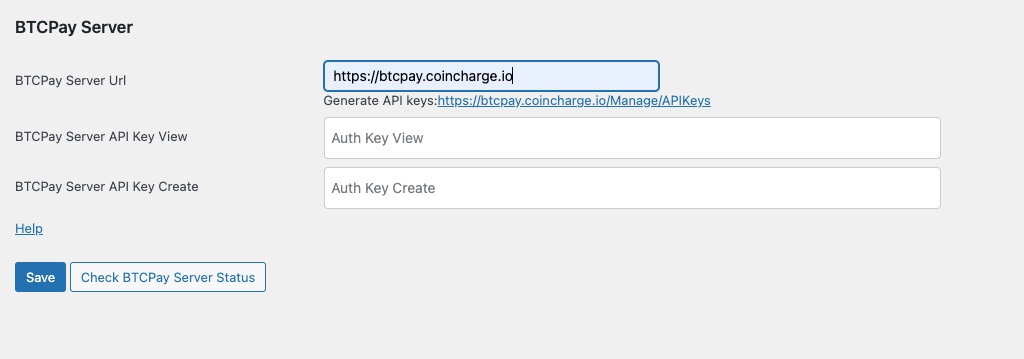 BTCPay Server
BTCPay Server Url
https://btcpay.coincharge.io
Generate API keys:https://btcpay.coincharge.io/Manage/APIKeys
BTCPay Server API Key View
Auth Key View
BTCPay Server API Key Create
Auth Key Create
Help
Save
Check BTCPay Server Status